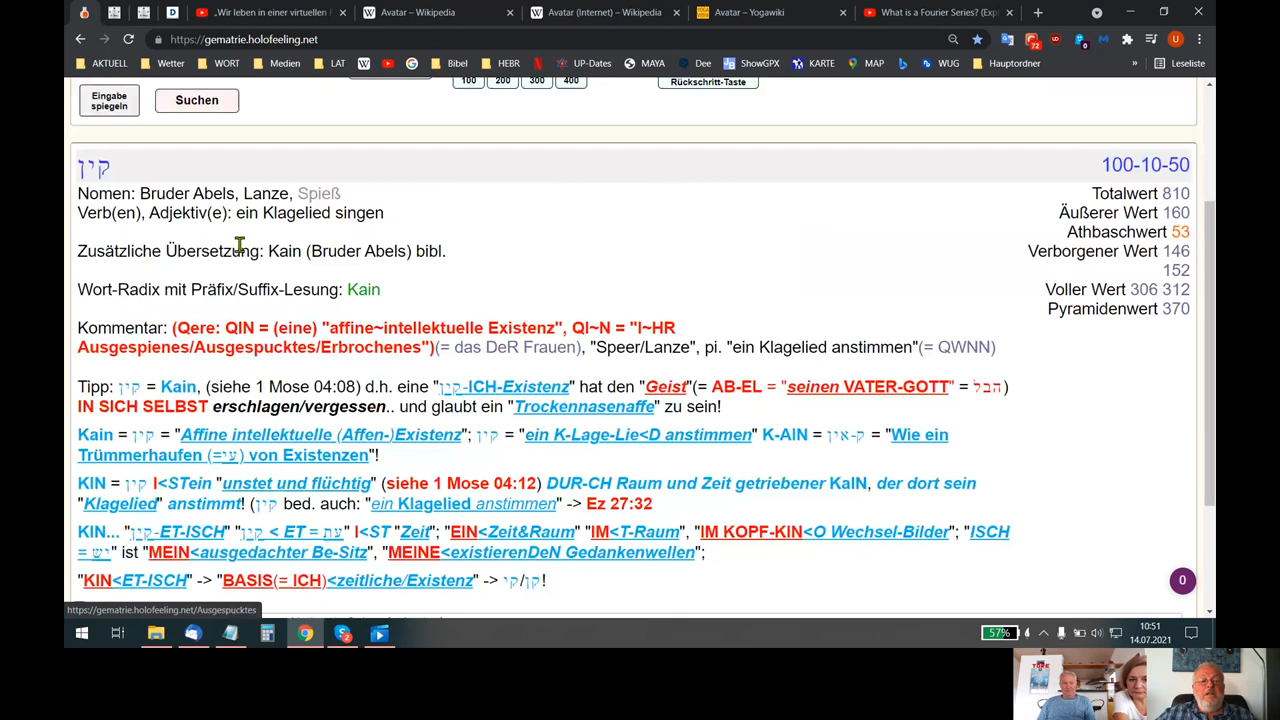 „Wir leben in einer virtuellen
Avatar – Wikipedia
Avatar (Internet) – Wikipedia
Avatar – Yogawiki
What is a Fourier Series? (Exp
https://gematrie.holofeeling.net
72
0
U
AKTUELL
Wetter
WORT
Medien
LAT
Bibel
HEBR
UP-Dates
MAYA
Dee
ShowGPX
KARTE
MAP
WUG
Hauptordner
»
Leseliste
100 200 300 400
Rückschritt-Taste
Eingabe
spiegeln
Suchen
קין
100-10-50
Nomen: Bruder Abels, Lanze, Spieß
Totalwert 810
Verb(en), Adjektiv(e): ein Klagelied singen
Äußerer Wert 160
Athbaschwert 53
Zusätzliche Übersetzung: Kain (Bruder Abels) bibl.
Verborgener Wert 146
152
Wort-Radix mit Präfix/Suffix-Lesung: Kain
Voller Wert 306 312
Pyramidenwert 370
Kommentar: (Qere: QIN = (eine) "affine~intellektuelle Existenz", QI~N = "I~HR
Ausgespienes/Ausgespucktes/Erbrochenes")(= das DeR Frauen), "Speer/Lanze", pi. "ein Klagelied anstimmen"(= QWNN)
Tipp: קין = Kain, (siehe 1 Mose 04:08) d.h. eine "קין-ICH-Existenz" hat den "Geist"(= AB-EL = "seinen VATER-GOTT" = הבל)
IN SICH SELBST erschlagen/vergessen.. und glaubt ein "Trockennasenaffe" zu sein!
Kain = קין = "Affine intellektuelle (Affen-)Existenz"; קין = "ein K-Lage-Lie<D anstimmen" K-AIN = ק-אין = "Wie ein
Trümmerhaufen (=עי) von Existenzen"!
KIN = קין I<STein "unstet und flüchtig" (siehe 1 Mose 04:12) DUR-CH Raum und Zeit getriebener KaIN, der dort sein
"Klagelied" anstimmt! (קין bed. auch: "ein Klagelied anstimmen" -> Ez 27:32
KIN... "קין-ET-ISCH" "קין < ET = עת" I<ST "Zeit"; "EIN<Zeit&Raum" "IM<T-Raum", "IM KOPF-KIN<O Wechsel-Bilder"; "ISCH
= יש" ist "MEIN<ausgedachter Be-Sitz", "MEINE<existierenDeN Gedankenwellen";
"KIN<ET-ISCH" -> "BASIS(= ICH)<zeitliche/Existenz" -> קי/קן!
0
https://gematrie.holofeeling.net/Ausgespucktes
57%
10:51
14.07.2021